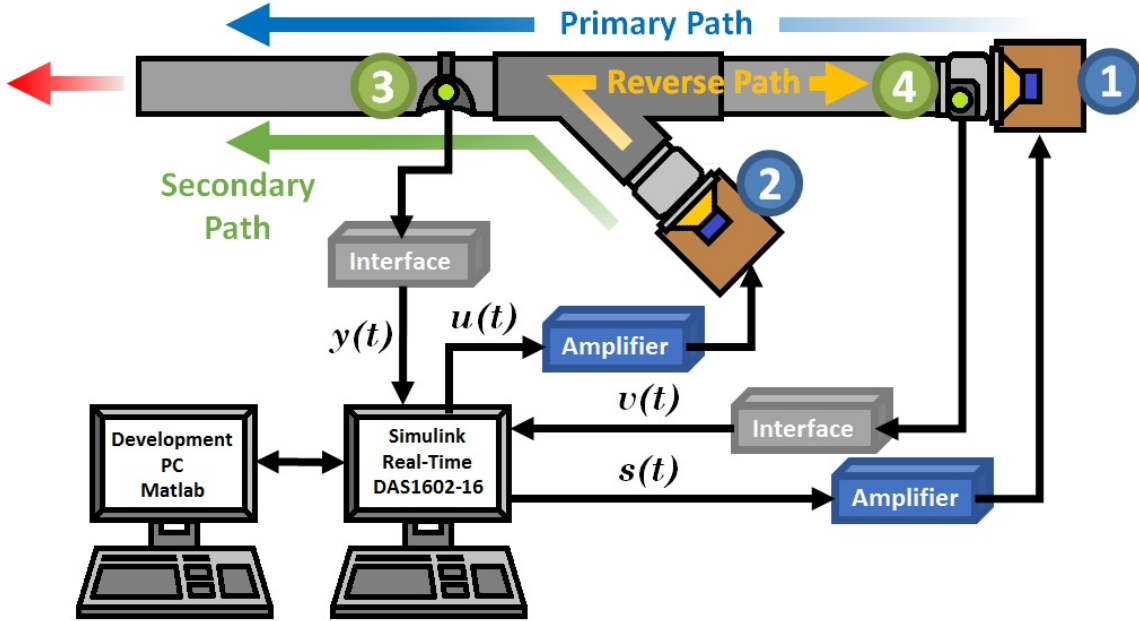 Primary Path
1
3
Reverse Path
4
2
Secondary
Path
Interface
u(t)
y(t)
Amplifier
v(t)
Interface
Development
PC
Matlab
Simulink
Real-Time
DAS1602-16
s(t)
Amplifier